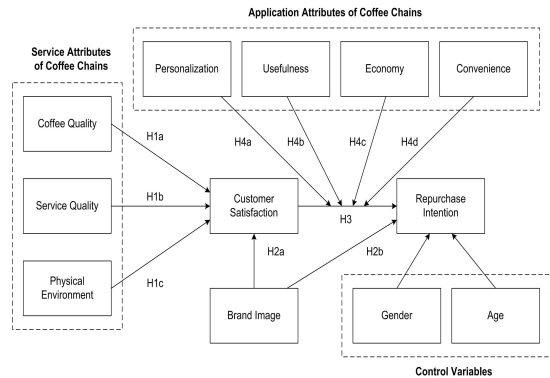 Application Attributes of Coffee Chains
Service Attributes
of Coffee Chains
Personalization
Usefulness
Economy
Convenience
Coffee Quality
H1a
H4a
H4b
H4c
H4d
Service Quality
H1b
Customer
Satisfaction
H3
Repurchase
Intention
Physical
Environment
H1c
H2a
H2b
Brand Image
Gender
Age
Control Variables